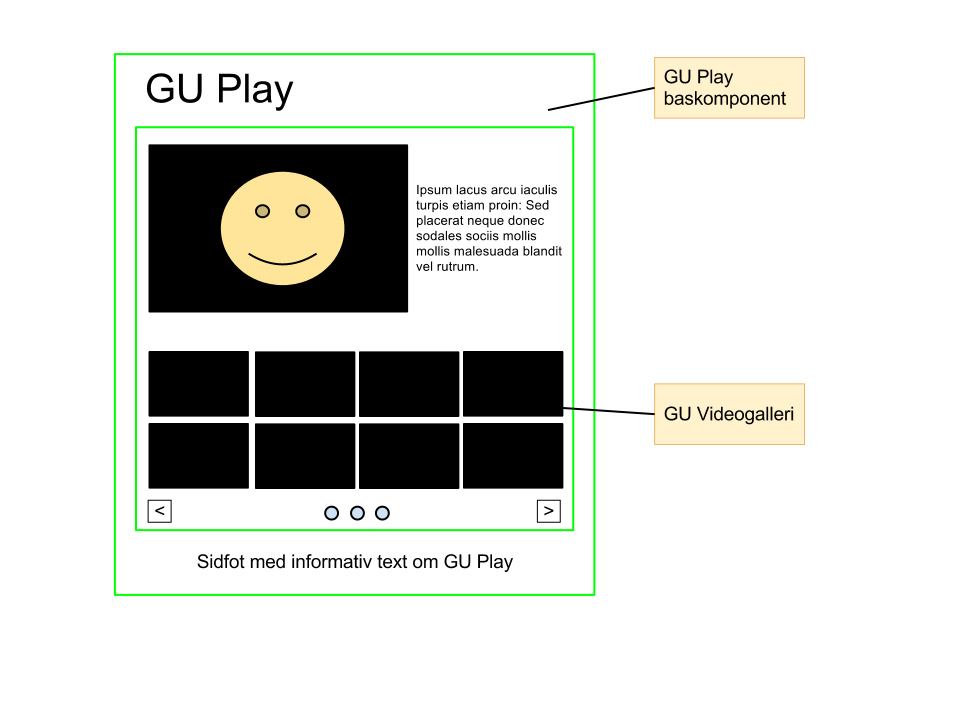 GU Play
GU Play
baskomponent
Ipsum lacus arcu iaculis
turpis etiam proin: Sed
placerat neque donec
sodales sociis mollis
mollis malesuada blandit
vel rutrum.
GU Videogalleri
<
>
Sidfot med informativ text om GU Play